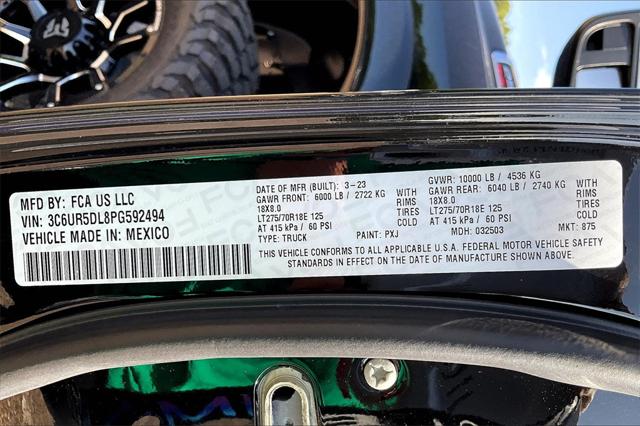 MFD BY: FCA US LLC
VIN: 3C6UR5DL8PG592494
VEHICLE MADE IN: MEXICO
DATE OF MFR (BUILT): 3-23
GAWR FRONT: 6000 LB / 2722 KG
18X8.0 WITH
LT275/70R18E 125 RIMS
AT 415 kPa / 60 PSI AT
TYPE: TRUCK PAINT: PXJ
GVWR: 10000 LB / 4536 KG
GAWR REAR: 6040 LB / 2740 KG
18X8.0 WITH
LT275/70R18E 125 RIMS
AT 415 kPa / 60 PSI AT
MDH: 032503 MKT: 875
THIS VEHICLE CONFORMS TO ALL APPLICABLE U.S.A. FEDERAL MOTOR VEHICLE SAFETY
STANDARDS IN EFFECT ON THE DATE OF MANUFACTURE SHOWN ABOVE.